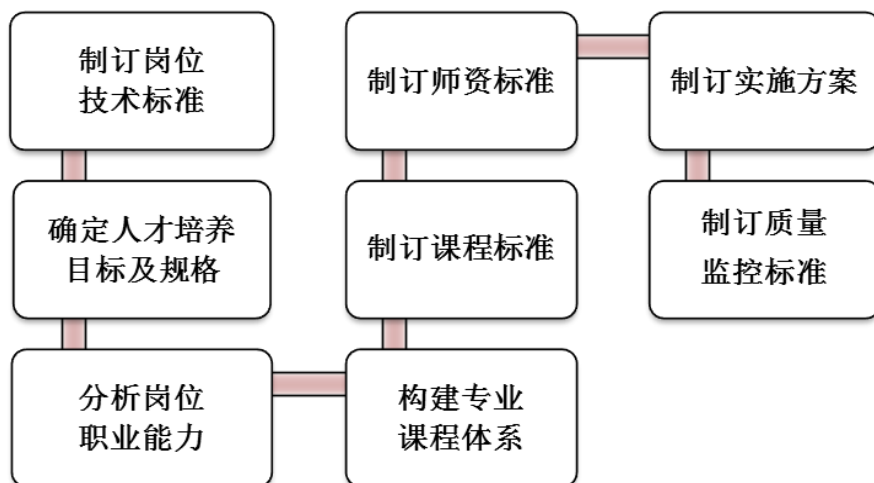 制订岗位
技术标准
确定人才培养
目标及规格
分析岗位
职业能力
构建专业
课程体系
制订课程标准
制订师资标准
制订实施方案
制订质量
监控标准